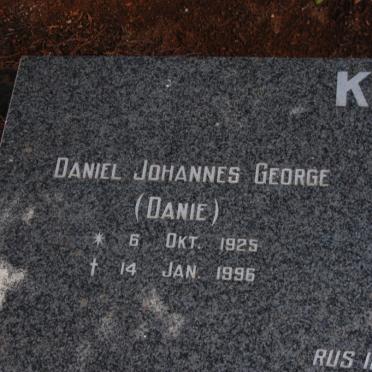 K
DANIEL JOHANNES GEORGE
(DANIE)
* 6 OKT. 1925
† 14 JAN. 1996
RUS